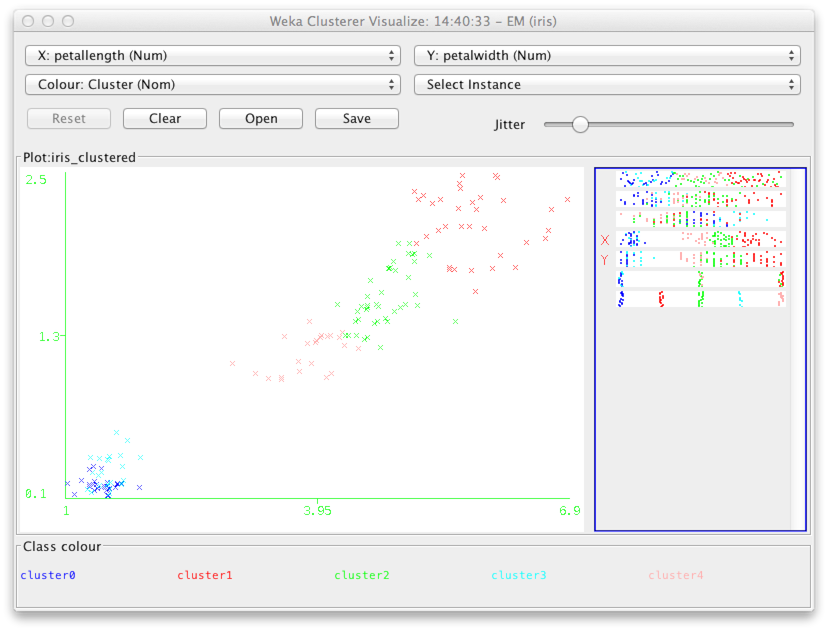 Weka Clusterer Visualize: 14:40:33 – EM (iris)
X: petallength (Num) Y: petalwidth (Num)
Colour: Cluster (Nom) Select Instance
Reset Clear Open Save Jitter
Plot:iris_clustered
2.5
X
Y
1.3
0.1
1 3.95 6.9
Class colour
cluster0 cluster1 cluster2 cluster3 cluster4